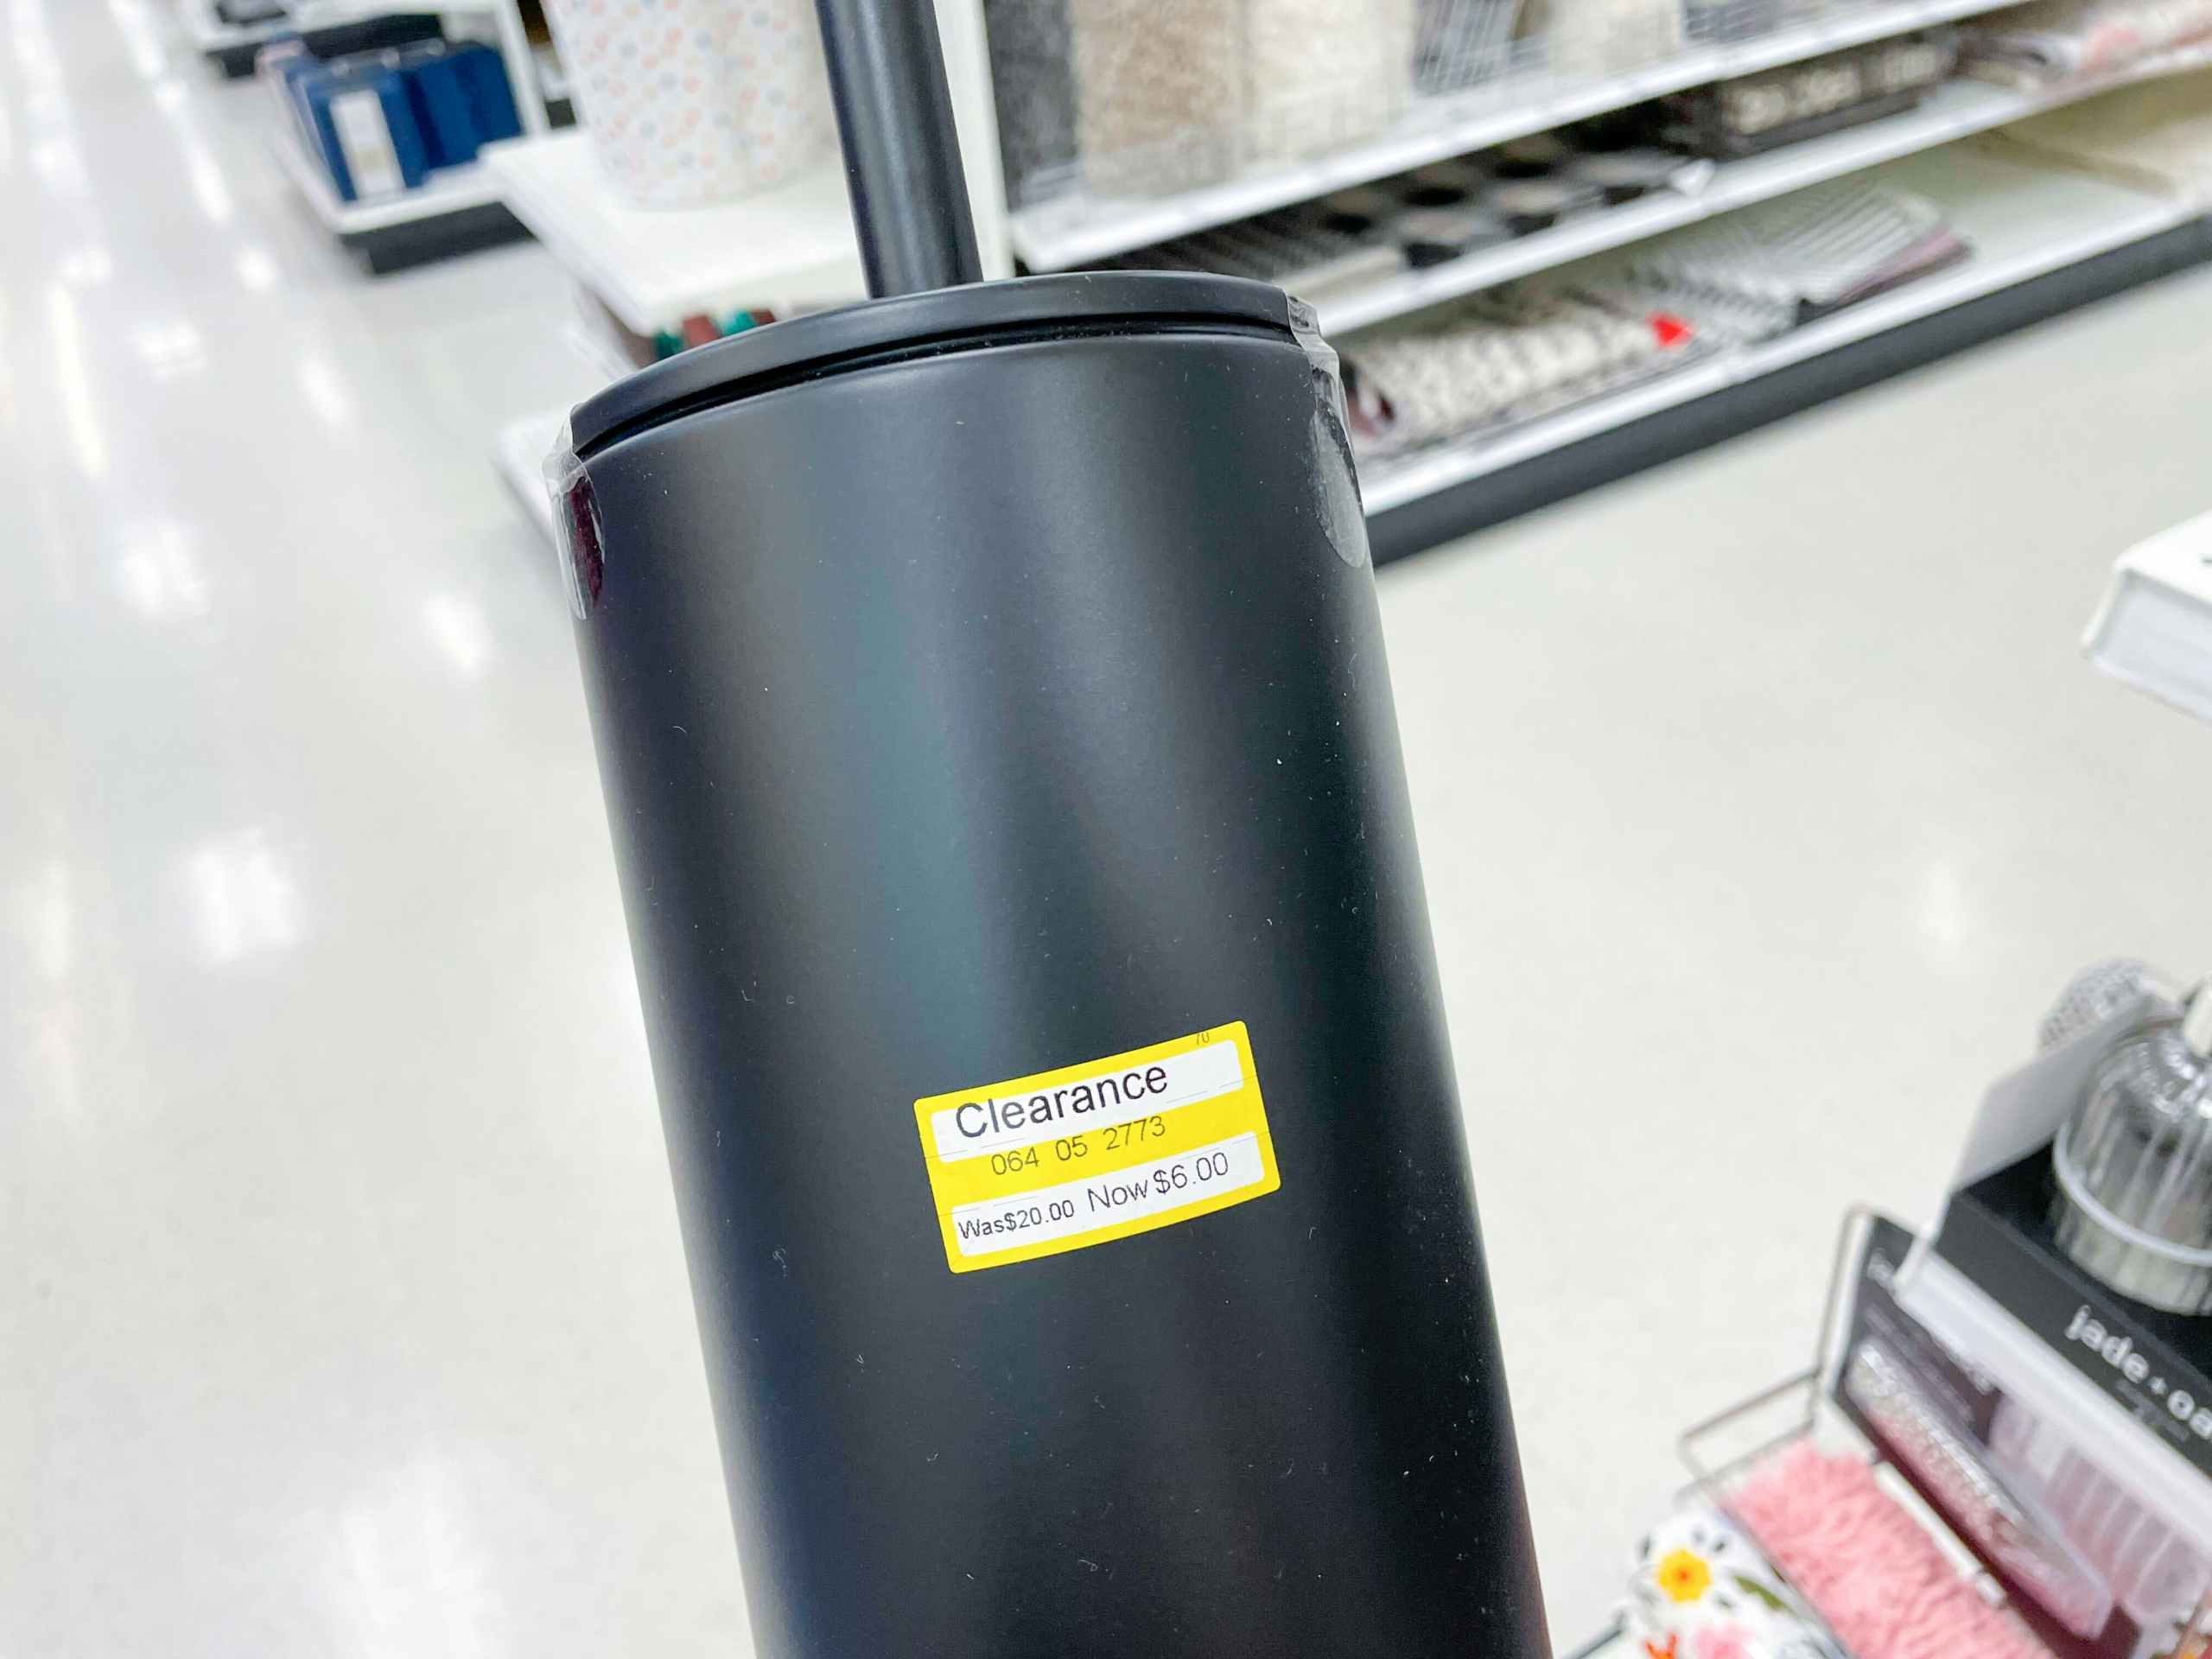 70
Clearance
064 05 2773
Was$20.00 Now $6.00
jade + oa